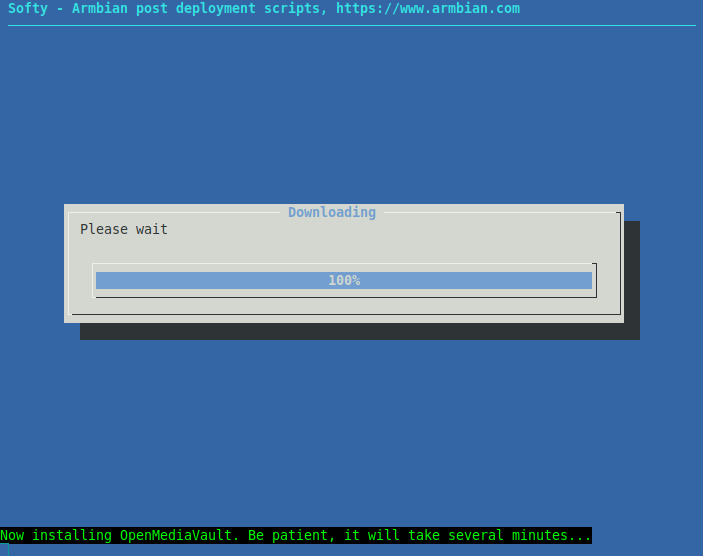 Softy - Armbian post deployment scripts, https://www.armbian.com
Downloading
Please wait
100%
Now installing OpenMediaVault. Be patient, it will take several minutes...